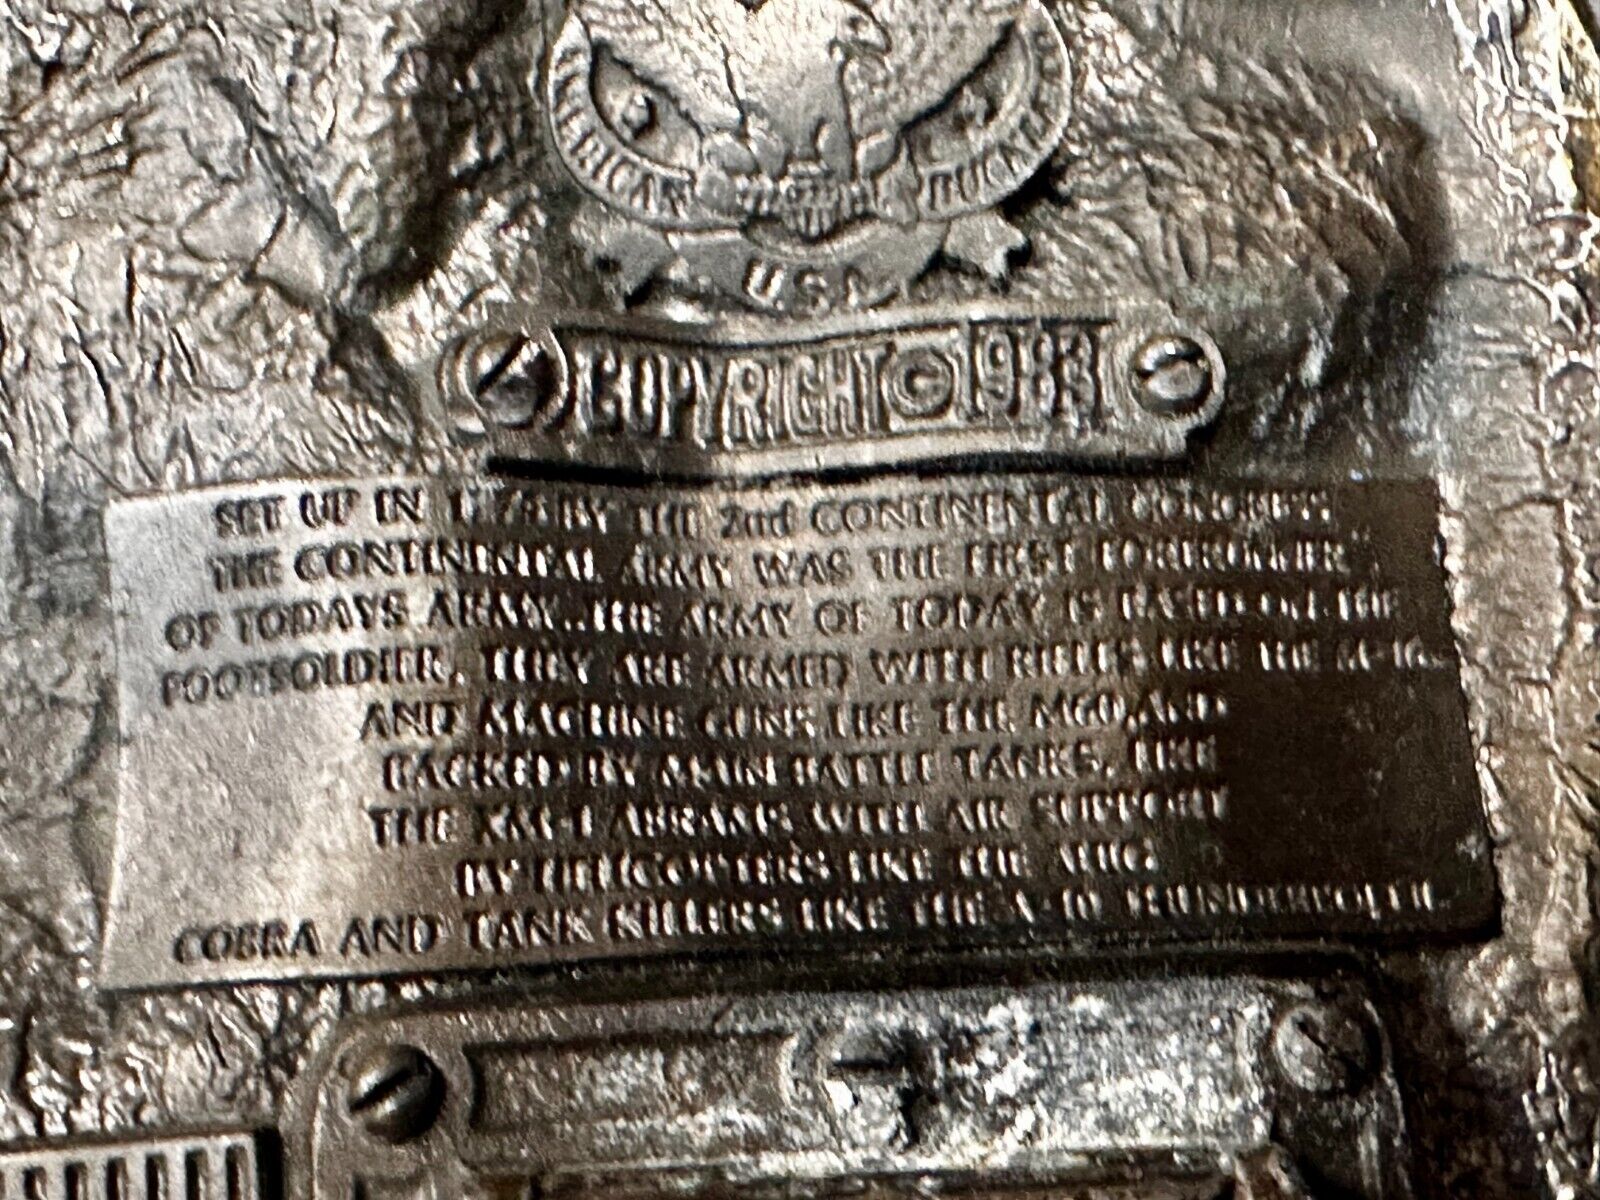 AMERICAN BUCKLE
U.S.A.
COPYRIGHT © 1983
SET UP IN BY THE 2nd CONTINENTAL CONGRESS
THE CONTINENTAL ARMY WAS THE FIRST FORERUNNER
OF TODAYS ARMY...THE ARMY OF TODAY IS BASED ON THE
FOOTSOLDIER, THEY ARE ARMED WITH RIFLES LIKE THE M-16
AND MACHINE GUNS LIKE THE M60, AND
BACKED BY MAIN BATTLE TANKS, LIKE
THE XM-1 ABRAMS WITH AIR SUPPORT
BY HELICOPTERS LIKE THE
COBRA AND TANK KILLERS LIKE THE A-10 THUNDERBOLT II.